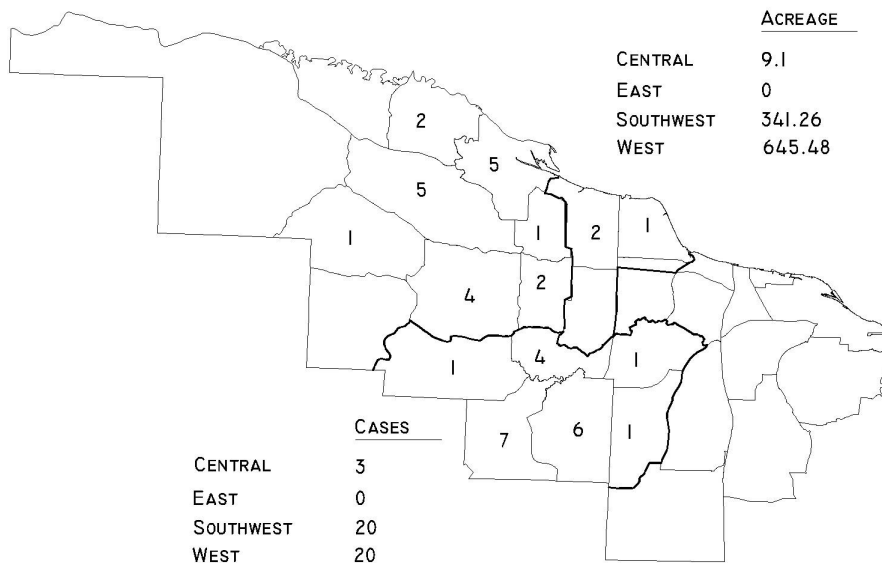 ACREAGE
CENTRAL 9.1
EAST 0
SOUTHWEST 341.26
WEST 645.48
2
5
5
1
1
2
1
4
2
1
4
1
7
6
1
CASES
CENTRAL 3
EAST 0
SOUTHWEST 20
WEST 20